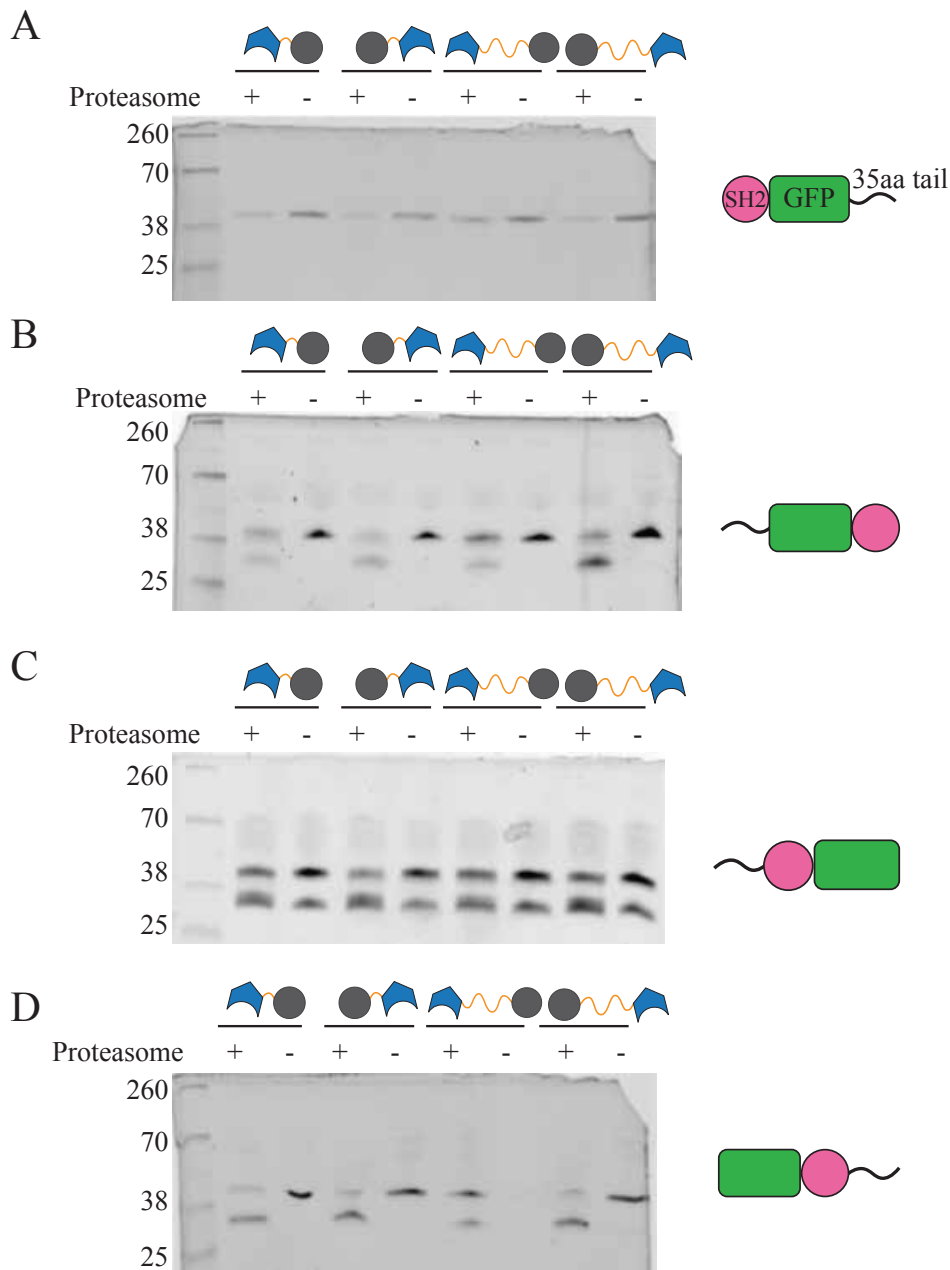 A
Proteasome + - + - + - + -
260
70
38
25
SH2 GFP 35aa tail
B
Proteasome + - + - + - + -
260
70
38
25
C
Proteasome + - + - + - + -
260
70
38
25
D
Proteasome + - + - + - + -
260
70
38
25